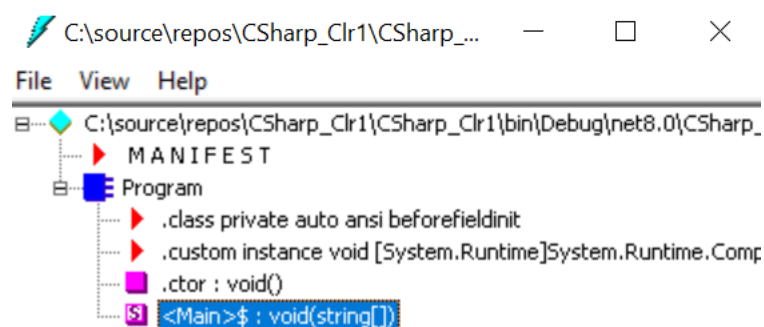 C:\source\repos\CSharp_Clr1\CSharp_...
File View Help
C:\source\repos\CSharp_Clr1\CSharp_Clr1\bin\Debug\net8.0\CSharp_
M A N I F E S T
Program
.class private auto ansi beforefieldinit
.custom instance void [System.Runtime]System.Runtime.Comp
.ctor : void()
S <Main>$ : void(string[])